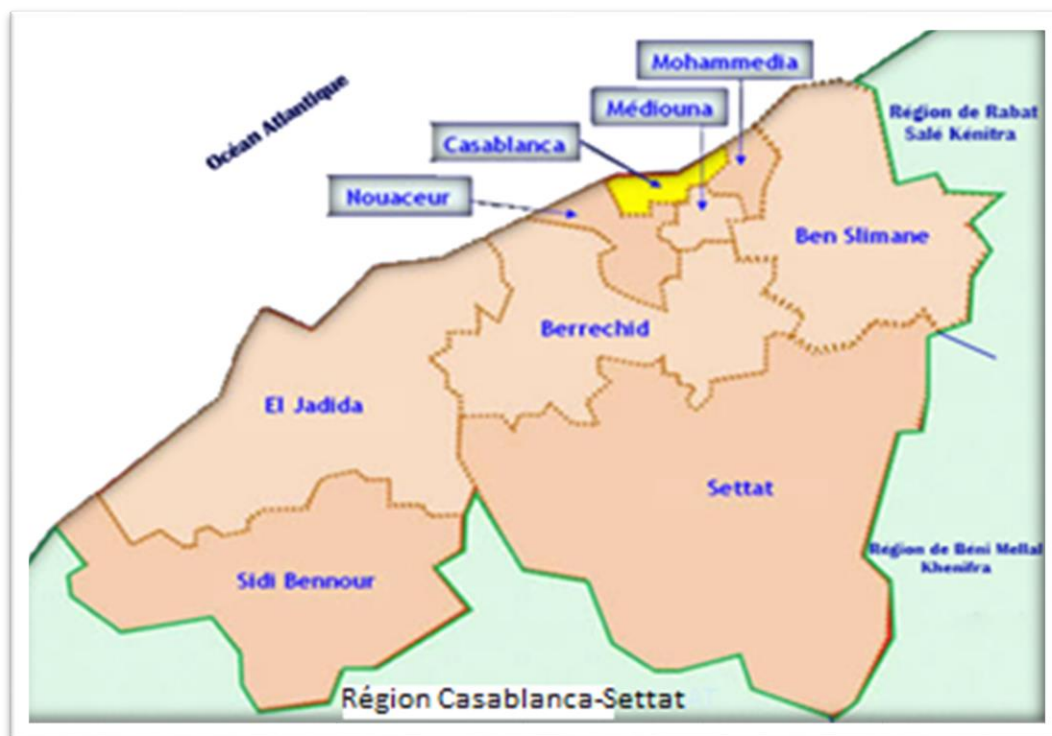 Mohammedia
Océan Atlantique
Médiouna
Région de Rabat
Salé Kénitra
Casablanca
Nouaceur
Ben Slimane
Berrechid
El Jadida
Settat
Région de Béni Mellal
Khenifra
Sidi Bennour
Région Casablanca-Settat